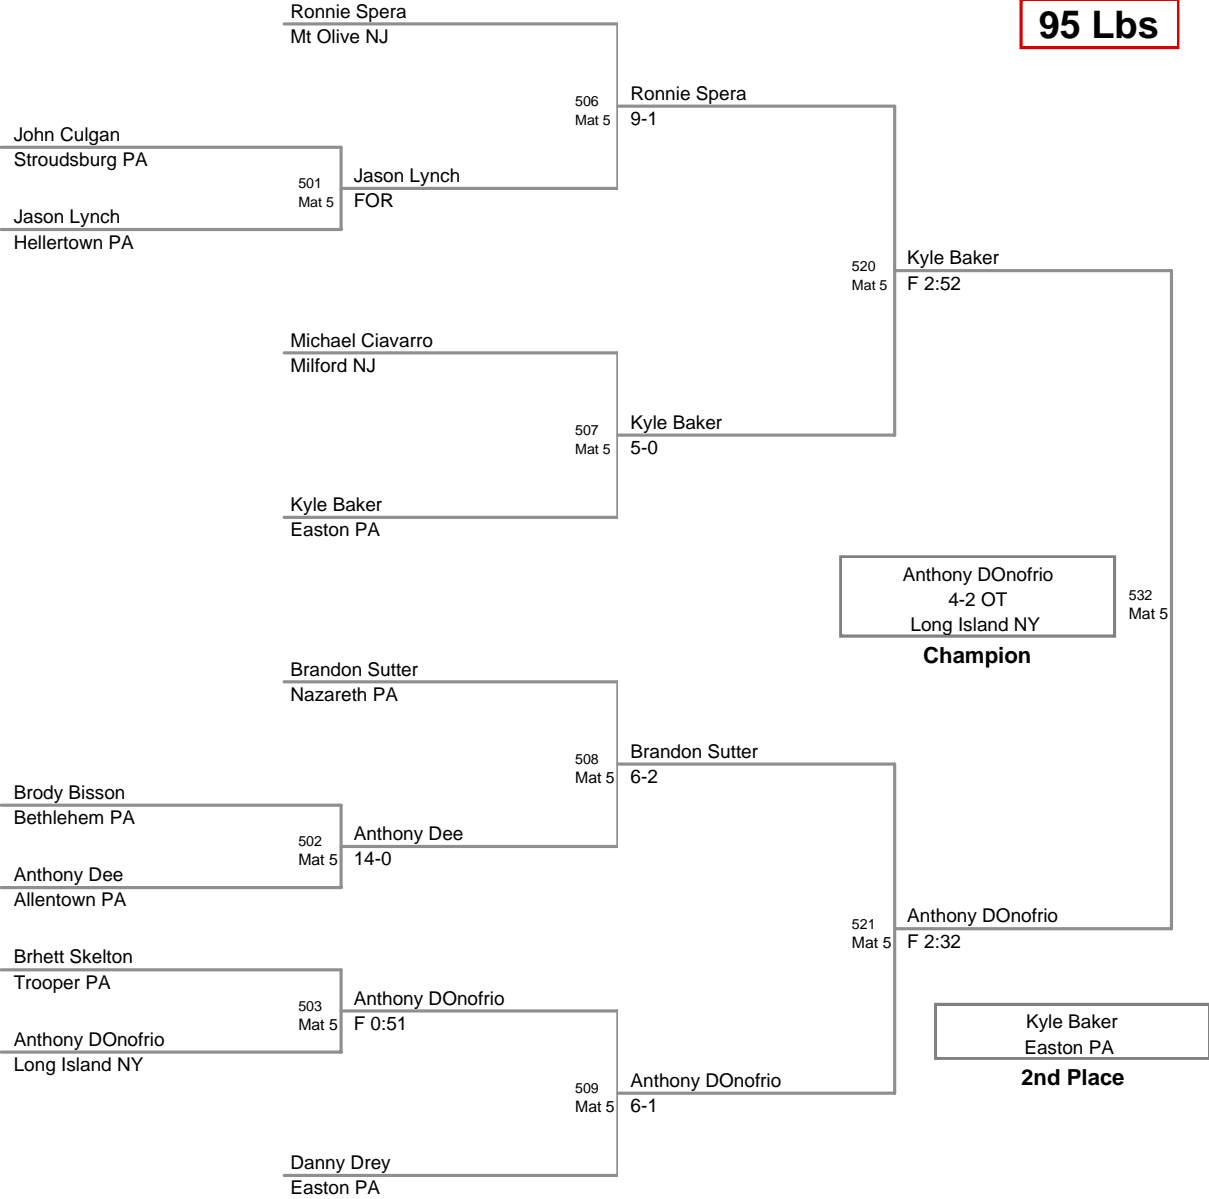 Ronnie Spera
Mt Olive NJ
95 Lbs
506
Mat 5
Ronnie Spera
9-1
John Culgan
Stroudsburg PA
501
Mat 5
Jason Lynch
FOR
Jason Lynch
Hellertown PA
520
Mat 5
Kyle Baker
F 2:52
Michael Ciavarro
Milford NJ
507
Mat 5
Kyle Baker
5-0
Kyle Baker
Easton PA
Anthony DOnofrio
4-2 OT
Long Island NY
Champion
532
Mat 5
Brandon Sutter
Nazareth PA
508
Mat 5
Brandon Sutter
6-2
Brody Bisson
Bethlehem PA
502
Mat 5
Anthony Dee
14-0
Anthony Dee
Allentown PA
521
Mat 5
Anthony DOnofrio
F 2:32
Brhett Skelton
Trooper PA
503
Mat 5
Anthony DOnofrio
F 0:51
Anthony DOnofrio
Long Island NY
Kyle Baker
Easton PA
2nd Place
509
Mat 5
Anthony DOnofrio
6-1
Danny Drey
Easton PA